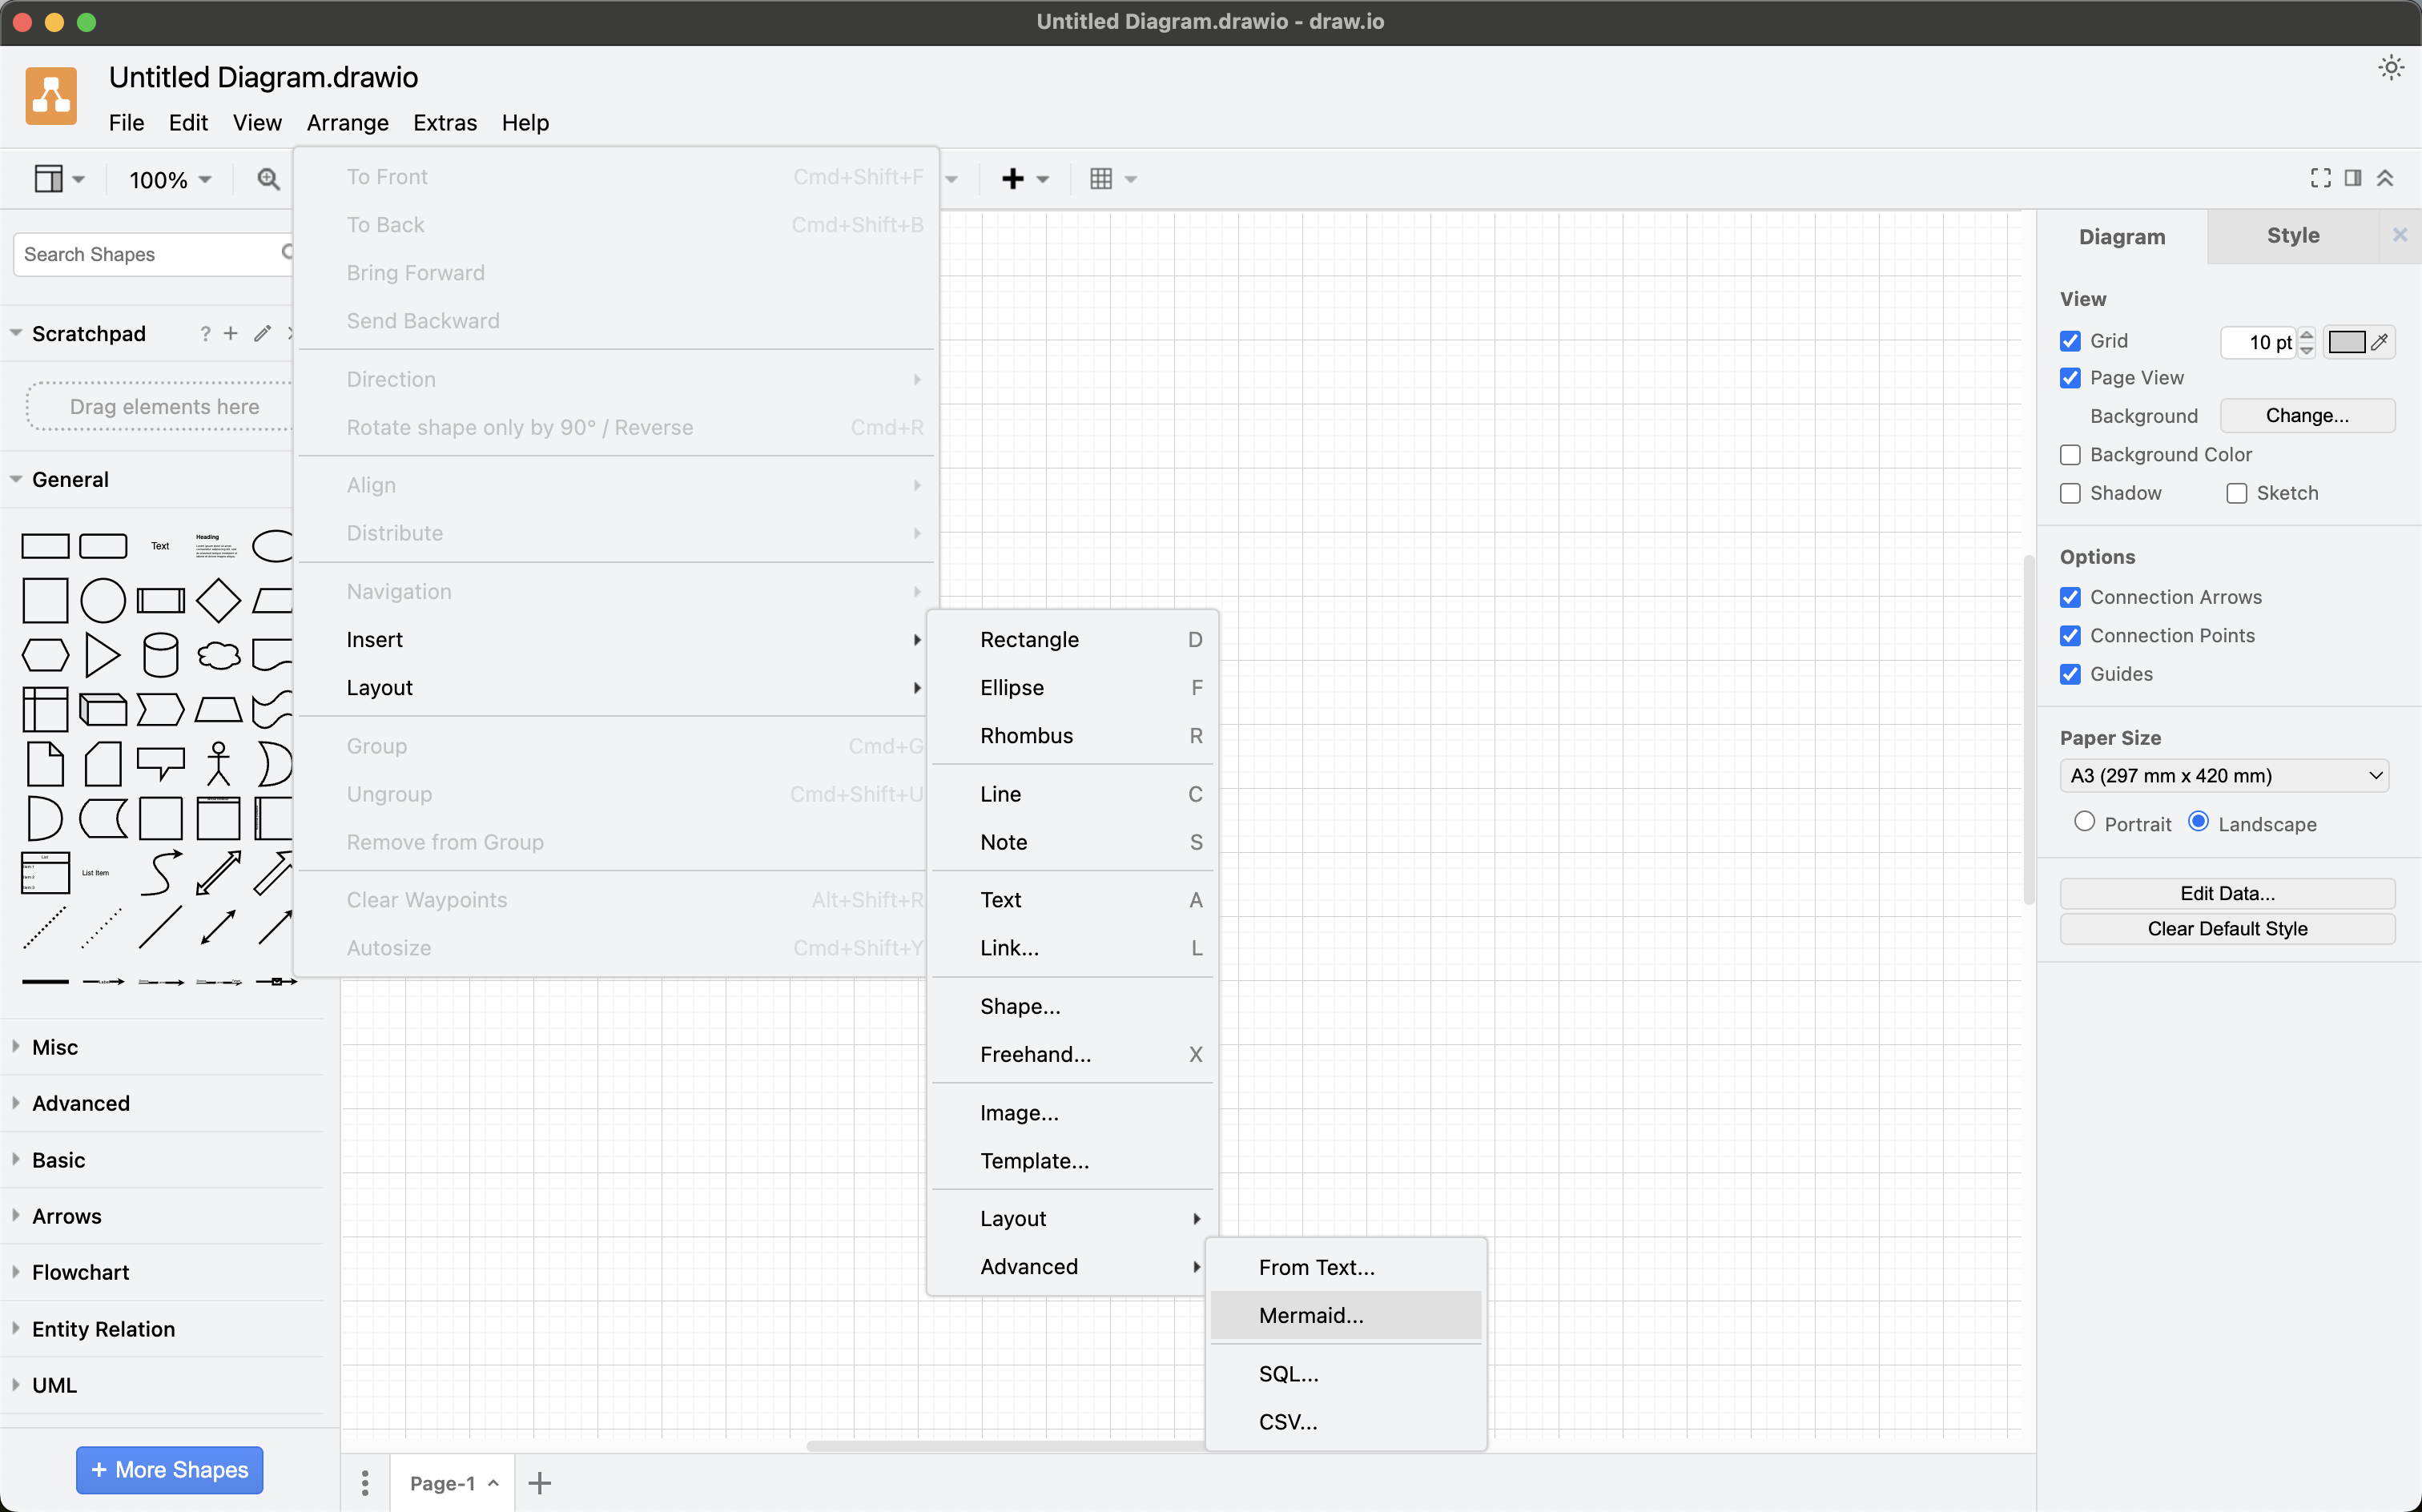 Untitled Diagram.drawio - draw.io
Untitled Diagram.drawio
File Edit View Arrange Extras Help
100%
Search Shapes
Scratchpad ? +
Drag elements here
General
Text
Heading
List
Item 1
Item 2
Item 3
List Item
Misc
Advanced
Basic
Arrows
Flowchart
Entity Relation
UML
+ More Shapes
To Front Cmd+Shift+F
To Back Cmd+Shift+B
Bring Forward
Send Backward
Direction
Rotate shape only by 90° / Reverse Cmd+R
Align
Distribute
Navigation
Insert
Layout
Group Cmd+G
Ungroup Cmd+Shift+U
Remove from Group
Clear Waypoints Alt+Shift+R
Autosize Cmd+Shift+Y
Rectangle D
Ellipse F
Rhombus R
Line C
Note S
Text A
Link... L
Shape...
Freehand... X
Image...
Template...
Layout
Advanced
From Text...
Mermaid...
SQL...
CSV...
Page-1
Diagram Style
View
Grid 10 pt
Page View
Background Change...
Background Color
Shadow Sketch
Options
Connection Arrows
Connection Points
Guides
Paper Size
A3 (297 mm x 420 mm)
Portrait Landscape
Edit Data...
Clear Default Style